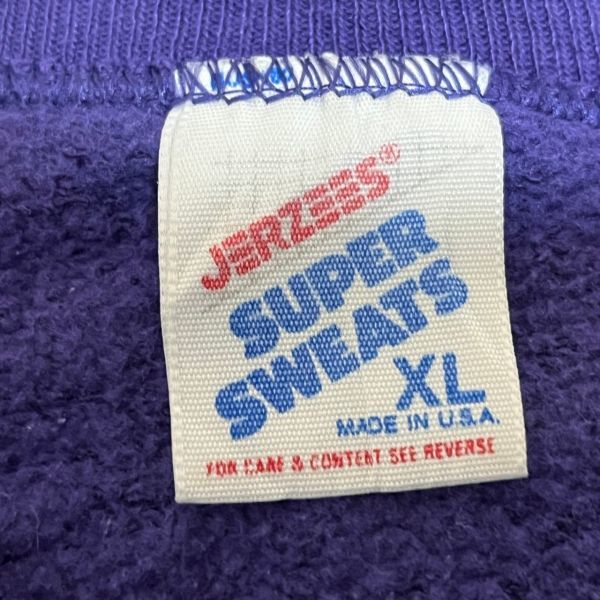 JERZEES®
SUPER
SWEATS
XL
MADE IN U.S.A.
FOR CARE & CONTENT SEE REVERSE